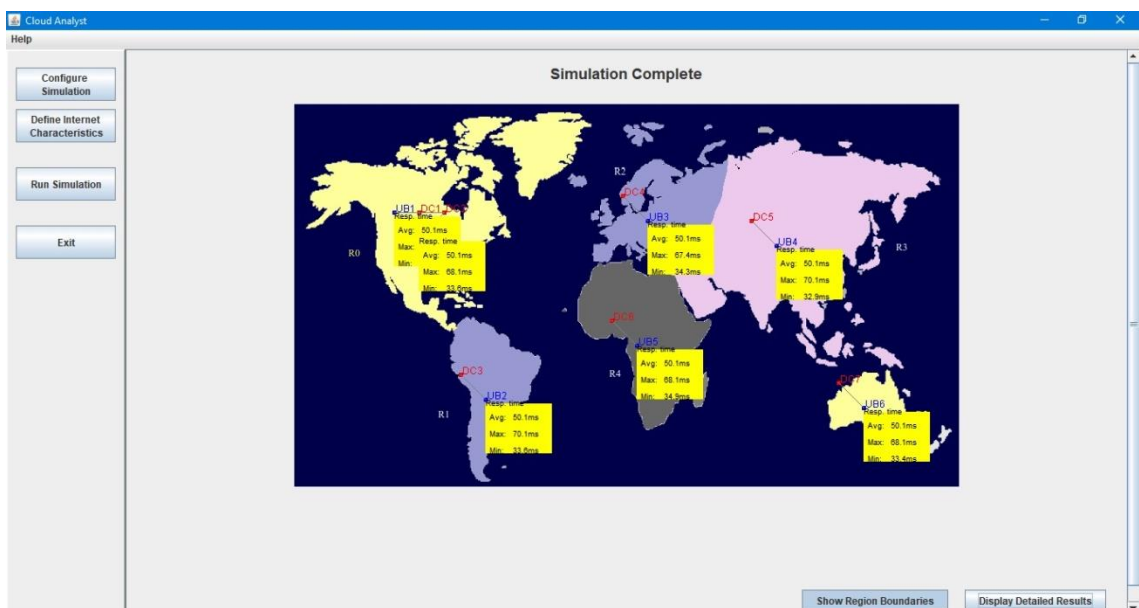 Cloud Analyst
Help
Configure
Simulation
Define Internet
Characteristics
Run Simulation
Exit
Simulation Complete
R2
DC4
UB1 DC1
Resp. time
Avg: 50.1ms
Max:
Min:
Resp. time
Avg: 50.1ms
Max: 68.1ms
Min: 33.6ms
R0
UB3
Resp. time
Avg: 50.1ms
Max: 67.4ms
Min: 34.3ms
DC5
UB4
Resp. time
Avg: 50.1ms
Max: 70.1ms
Min: 32.9ms
R3
DC6
UB5
Resp. time
Avg: 50.1ms
Max: 68.1ms
Min: 34.9ms
R4
DC3
UB2
Resp. time
Avg: 50.1ms
Max: 70.1ms
Min: 33.6ms
R1
DC7
UB6
Resp. time
Avg: 50.1ms
Max: 68.1ms
Min: 33.4ms
Show Region Boundaries
Display Detailed Results